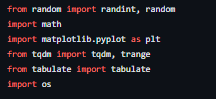 from random import randint, random
import math
import matplotlib.pyplot as plt
from tqdm import tqdm, trange
from tabulate import tabulate
import os